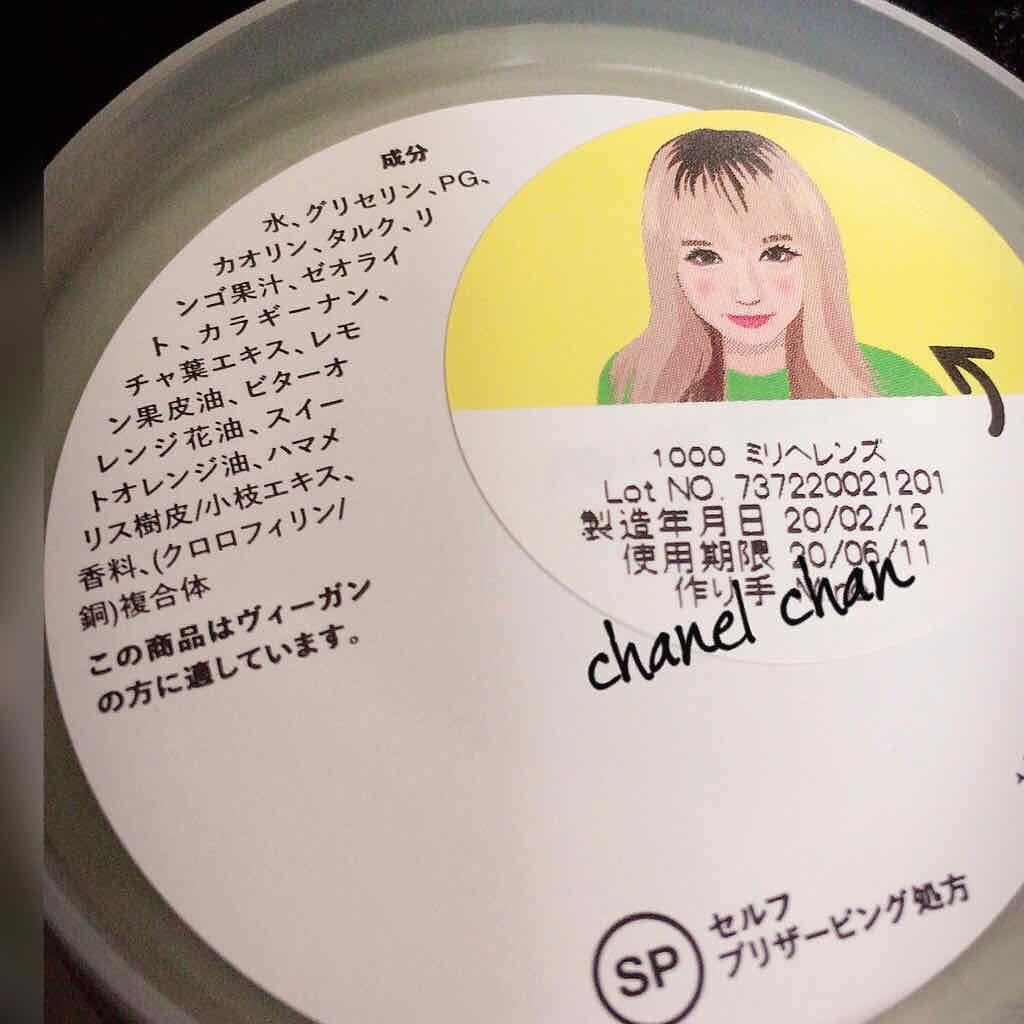 成分
水、グリセリン、PG、
カオリン、タルク、リ
ンゴ果汁、ゼオライ
ト、カラギーナン、
チャ葉エキス、レモ
ン果皮油、ビターオ
レンジ花油、スイー
トオレンジ油、ハマメ
リス樹皮/小枝エキス、
香料、(クロロフィリン/
銅)複合体
この商品はヴィーガン
の方に適しています。
1000 ミリヘレンズ
Lot NO. 737220021201
製造年月日 20/02/12
使用期限 20/06/11
作り手
chanel chan
SP
セルフ
プリザービング処方